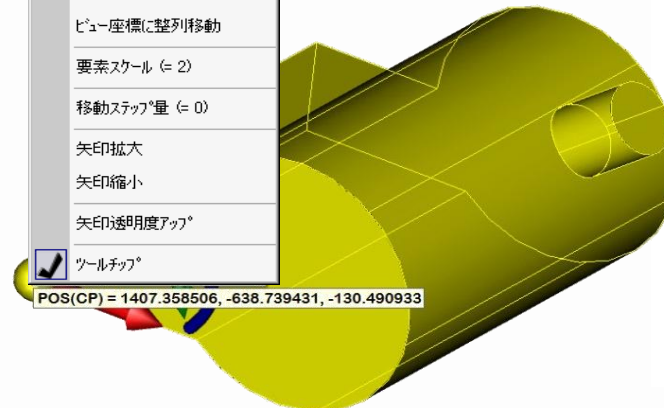 ﾋﾞｭｰ座標に整列移動
要素ｽｹｰﾙ (= 2)
移動ｽﾃｯﾌﾟ量 (= 0)
矢印拡大
矢印縮小
矢印透明度ｱｯﾌﾟ
ﾂｰﾙﾁｯﾌﾟ
POS(CP) = 1407.358506, -638.739431, -130.490933